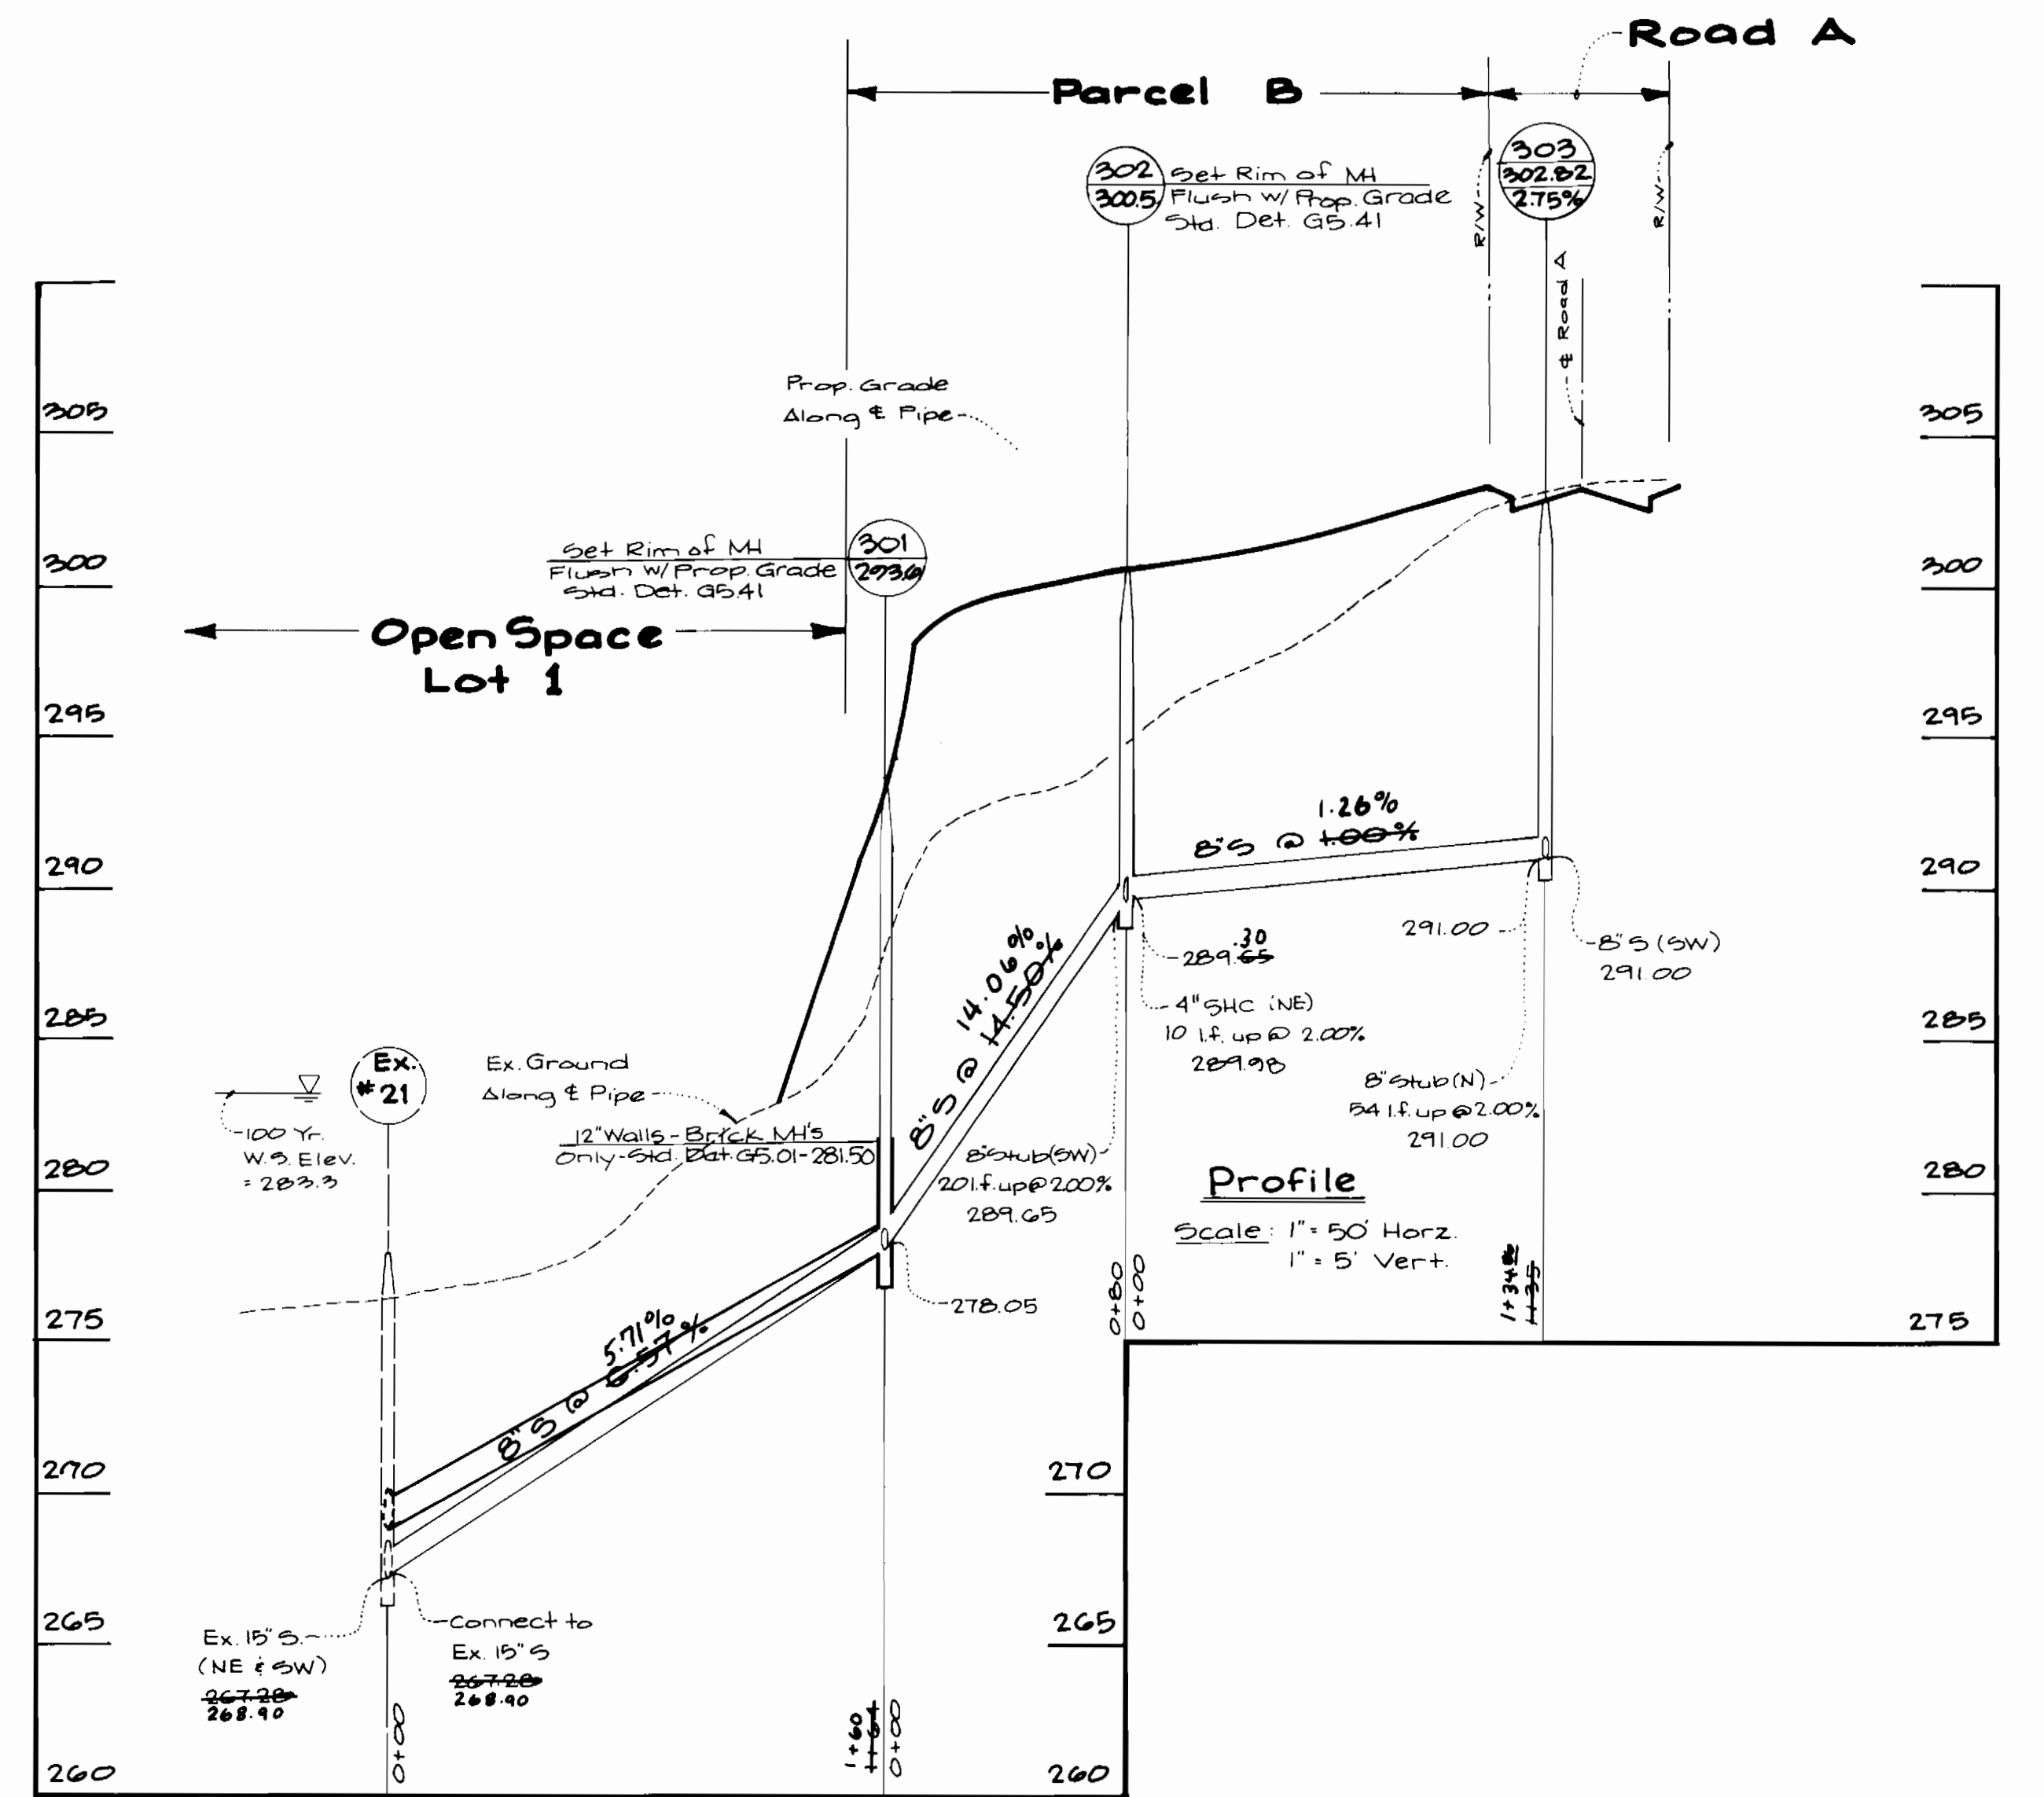 Road A
Parcel B
302
300.5
Set Rim of MH
Flush w/ Prop. Grade
Std. Det. G5.41
R/W
303
302.82
2.75%
R/W
℄ Road A
Prop. Grade
Along ℄ Pipe
305
305
Set Rim of MH
Flush w/ Prop. Grade
Std. Det. G5.41
301
300
300
Open Space
Lot 1
295
295
1.26%
8"S @ 1.00%
290
290
291.00
8"S (SW)
291.00
.30
289.65
14.06%
8"S @ 14.50%
4" SHC (NE)
10 l.f. up @ 2.00%
289.98
285
285
Ex.
#21
Ex. Ground
Along ℄ Pipe
8" Stub (N)
54 l.f. up @ 2.00%
291.00
100 Yr.
W.S. Elev.
= 283.3
12" Walls - Brick MH's
Only - Std. Det. G5.01 - 281.50
8" Stub (SW)
20 l.f. up @ 2.00%
289.65
280
280
Profile
Scale: 1" = 50' Horz.
1" = 5' Vert.
278.05
0+80
0+00
1+35
275
275
5.71%
8"S @ 6.57%
270
270
265
265
Ex. 15" S.
(NE & SW)
267.28
268.90
Connect to
Ex. 15" S
267.28
268.90
0+00
1+60
1+64
0+00
260
260